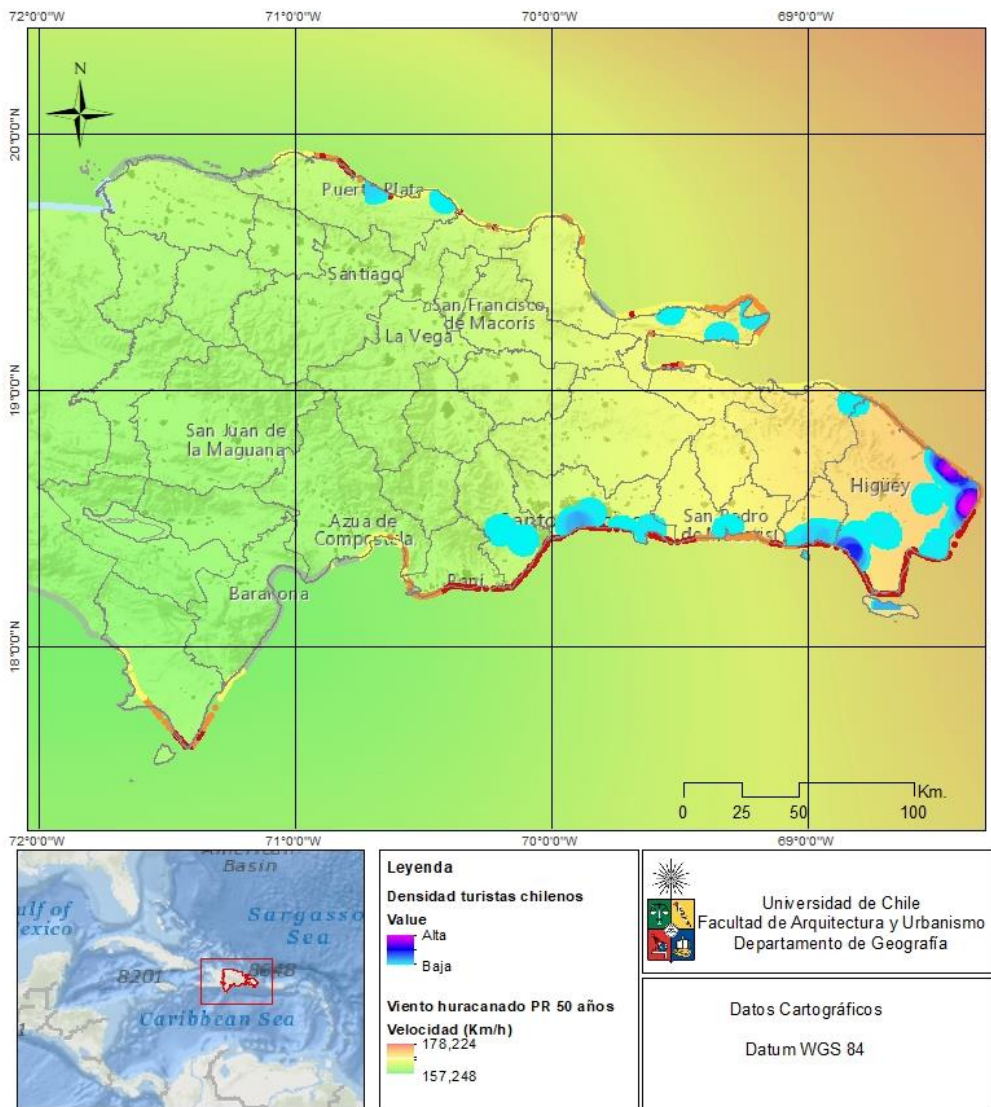 72°0'0"W
71°0'0"W
70°0'0"W
69°0'0"W
N
20°0'0"N
Puerto Plata
Santiago
San Francisco
de Macorís
La Vega
19°0'0"N
San Juan de
la Maguana
Higüey
Azua de
Compostela
San Pedro
Baní
Barahona
18°0'0"N
Km.
0
25
50
100
72°0'0"W
71°0'0"W
70°0'0"W
69°0'0"W
Basin
Sargasso
Sea
8201
8648
Caribbean Sea
Leyenda
Densidad turistas chilenos
Value
Alta
Baja
Viento huracanado PR 50 años
Velocidad (Km/h)
178,224
157,248
Universidad de Chile
Facultad de Arquitectura y Urbanismo
Departamento de Geografía
Datos Cartográficos
Datum WGS 84